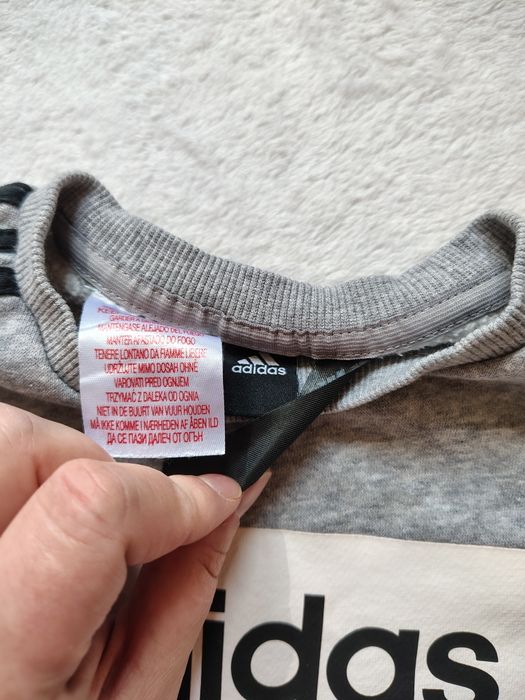 MANTÉNGASE ALEJADO DEL FUEGO
MANTER AFASTADO DO FOGO
TENERE LONTANO DA FIAMME LIBERE
UDRŽUJTE MIMO DOSAH OHNĚ
VAROVATI PRED OGNJEM
TRZYMAĆ Z DALEKA OD OGNIA
NIET IN DE BUURT VAN VUUR HOUDEN
MÅ IKKE KOMME I NÆRHEDEN AF ÅBEN ILD
ДА СЕ ПАЗИ ДАЛЕЧ ОТ ОГЪН
adidas
idas